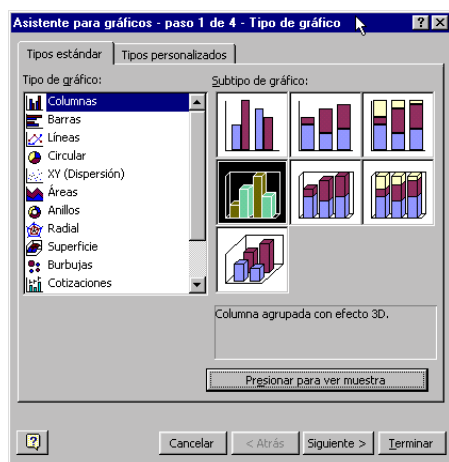 Asistente para gráficos - paso 1 de 4 - Tipo de gráfico
Tipos estándar
Tipos personalizados
Tipo de gráfico:
Columnas
Barras
Líneas
Circular
XY (Dispersión)
Áreas
Anillos
Radial
Superficie
Burbujas
Cotizaciones
Subtipo de gráfico:
Columna agrupada con efecto 3D.
Presionar para ver muestra
Cancelar
< Atrás
Siguiente >
Terminar